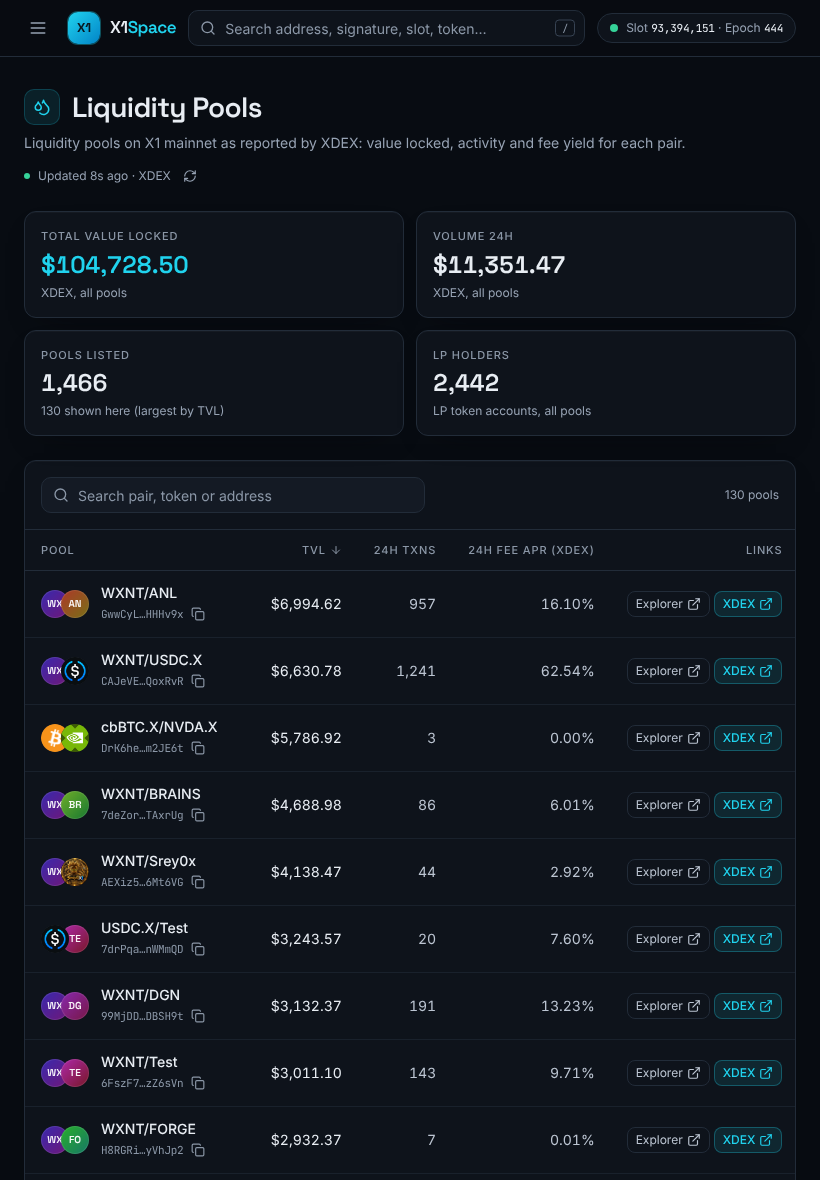 X1 X1Space Search address, signature, slot, token... / Slot 93,394,151 · Epoch 444
Liquidity Pools
Liquidity pools on X1 mainnet as reported by XDEX: value locked, activity and fee yield for each pair.
Updated 8s ago · XDEX
TOTAL VALUE LOCKED
$104,728.50
XDEX, all pools
VOLUME 24H
$11,351.47
XDEX, all pools
POOLS LISTED
1,466
130 shown here (largest by TVL)
LP HOLDERS
2,442
LP token accounts, all pools
Search pair, token or address 130 pools
POOL TVL ↓ 24H TXNS 24H FEE APR (XDEX) LINKS
WX AN WXNT/ANL $6,994.62 957 16.10% Explorer XDEX
GwwCyL…HHHv9x
WX WXNT/USDC.X $6,630.78 1,241 62.54% Explorer XDEX
CAJeVE…QoxRvR
cbBTC.X/NVDA.X $5,786.92 3 0.00% Explorer XDEX
DrK6he…m2JE6t
WX BR WXNT/BRAINS $4,688.98 86 6.01% Explorer XDEX
7deZor…TAxrUg
WX WXNT/Srey0x $4,138.47 44 2.92% Explorer XDEX
AEXiz5…6Mt6VG
TE USDC.X/Test $3,243.57 20 7.60% Explorer XDEX
7drPqa…nWMmQD
WX DG WXNT/DGN $3,132.37 191 13.23% Explorer XDEX
99MjDD…DBSH9t
WX TE WXNT/Test $3,011.10 143 9.71% Explorer XDEX
6FszF7…zZ6sVn
WX FO WXNT/FORGE $2,932.37 7 0.01% Explorer XDEX
H8RGRi…yVhJp2